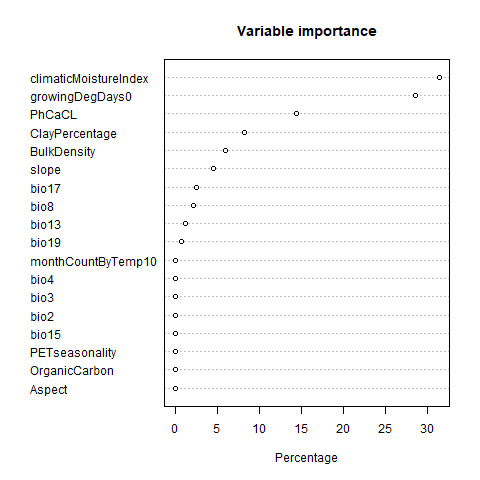 Variable importance
climaticMoistureIndex
growingDegDays0
PhCaCL
ClayPercentage
BulkDensity
slope
bio17
bio8
bio13
bio19
monthCountByTemp10
bio4
bio3
bio2
bio15
PETseasonality
OrganicCarbon
Aspect
0 5 10 15 20 25 30
Percentage